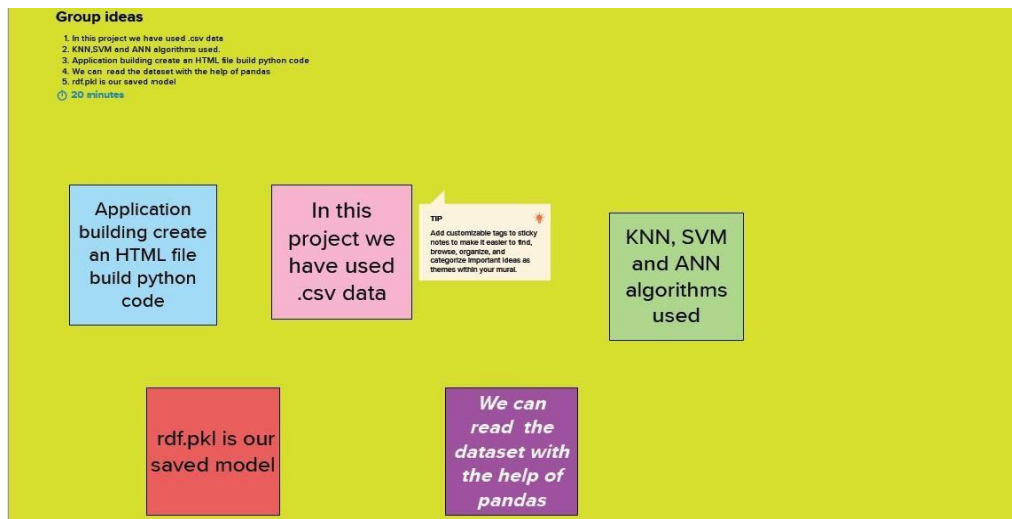 Group ideas
1. In this project we have used .csv data
2. KNN,SVM and ANN algorithms used.
3. Application building create an HTML file build python code
4. We can read the dataset with the help of pandas
5. rdf.pkl is our saved model
20 minutes
Application
building create
an HTML file
build python
code
In this
project we
have used
.csv data
TIP
Add customizable tags to sticky
notes to make it easier to find,
browse, organize, and
categorize important ideas as
themes within your mural.
KNN, SVM
and ANN
algorithms
used
rdf.pkl is our
saved model
We can
read the
dataset with
the help of
pandas